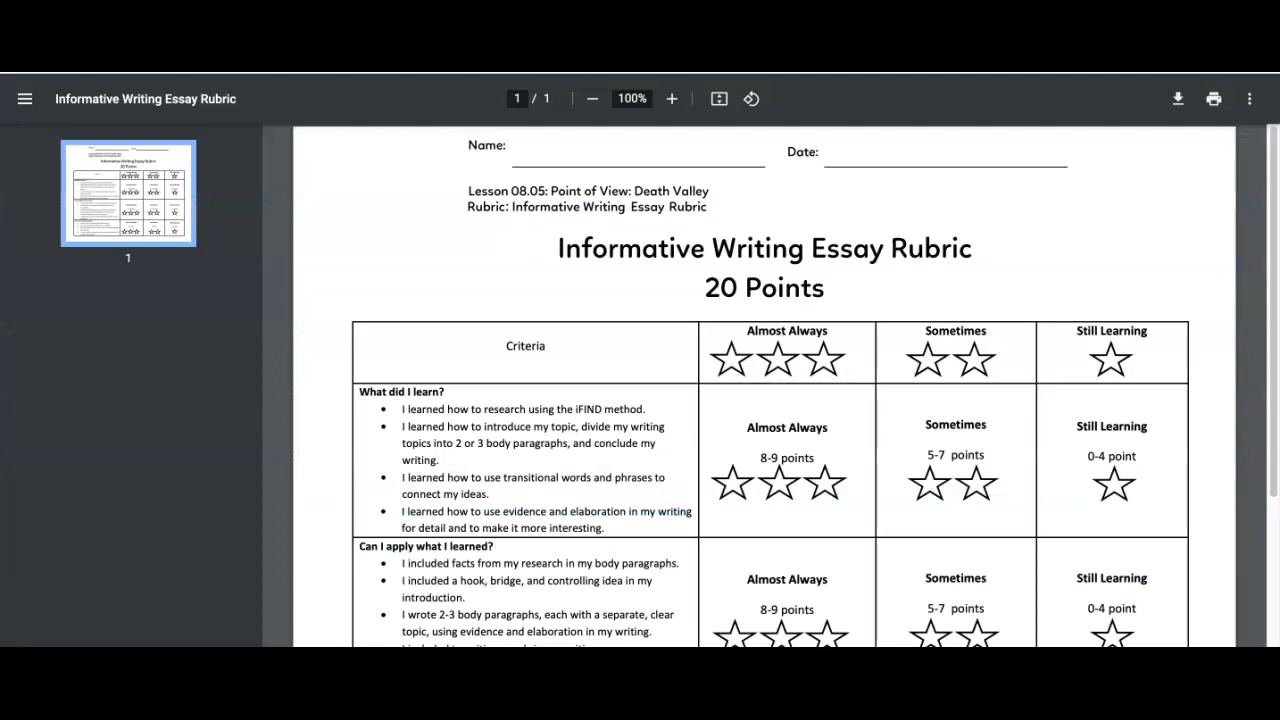 Informative Writing Essay Rubric
1 / 1
100%
1
Name:
Date:
Lesson 08.05: Point of View: Death Valley
Rubric: Informative Writing Essay Rubric
Informative Writing Essay Rubric
20 Points
Criteria
Almost Always
Sometimes
Still Learning
What did I learn?
• I learned how to research using the iFIND method.
• I learned how to introduce my topic, divide my writing
topics into 2 or 3 body paragraphs, and conclude my
writing.
• I learned how to use transitional words and phrases to
connect my ideas.
• I learned how to use evidence and elaboration in my writing
for detail and to make it more interesting.
Almost Always
8-9 points
Sometimes
5-7 points
Still Learning
0-4 point
Can I apply what I learned?
• I included facts from my research in my body paragraphs.
• I included a hook, bridge, and controlling idea in my
introduction.
• I wrote 2-3 body paragraphs, each with a separate, clear
topic, using evidence and elaboration in my writing.
Almost Always
8-9 points
Sometimes
5-7 points
Still Learning
0-4 point